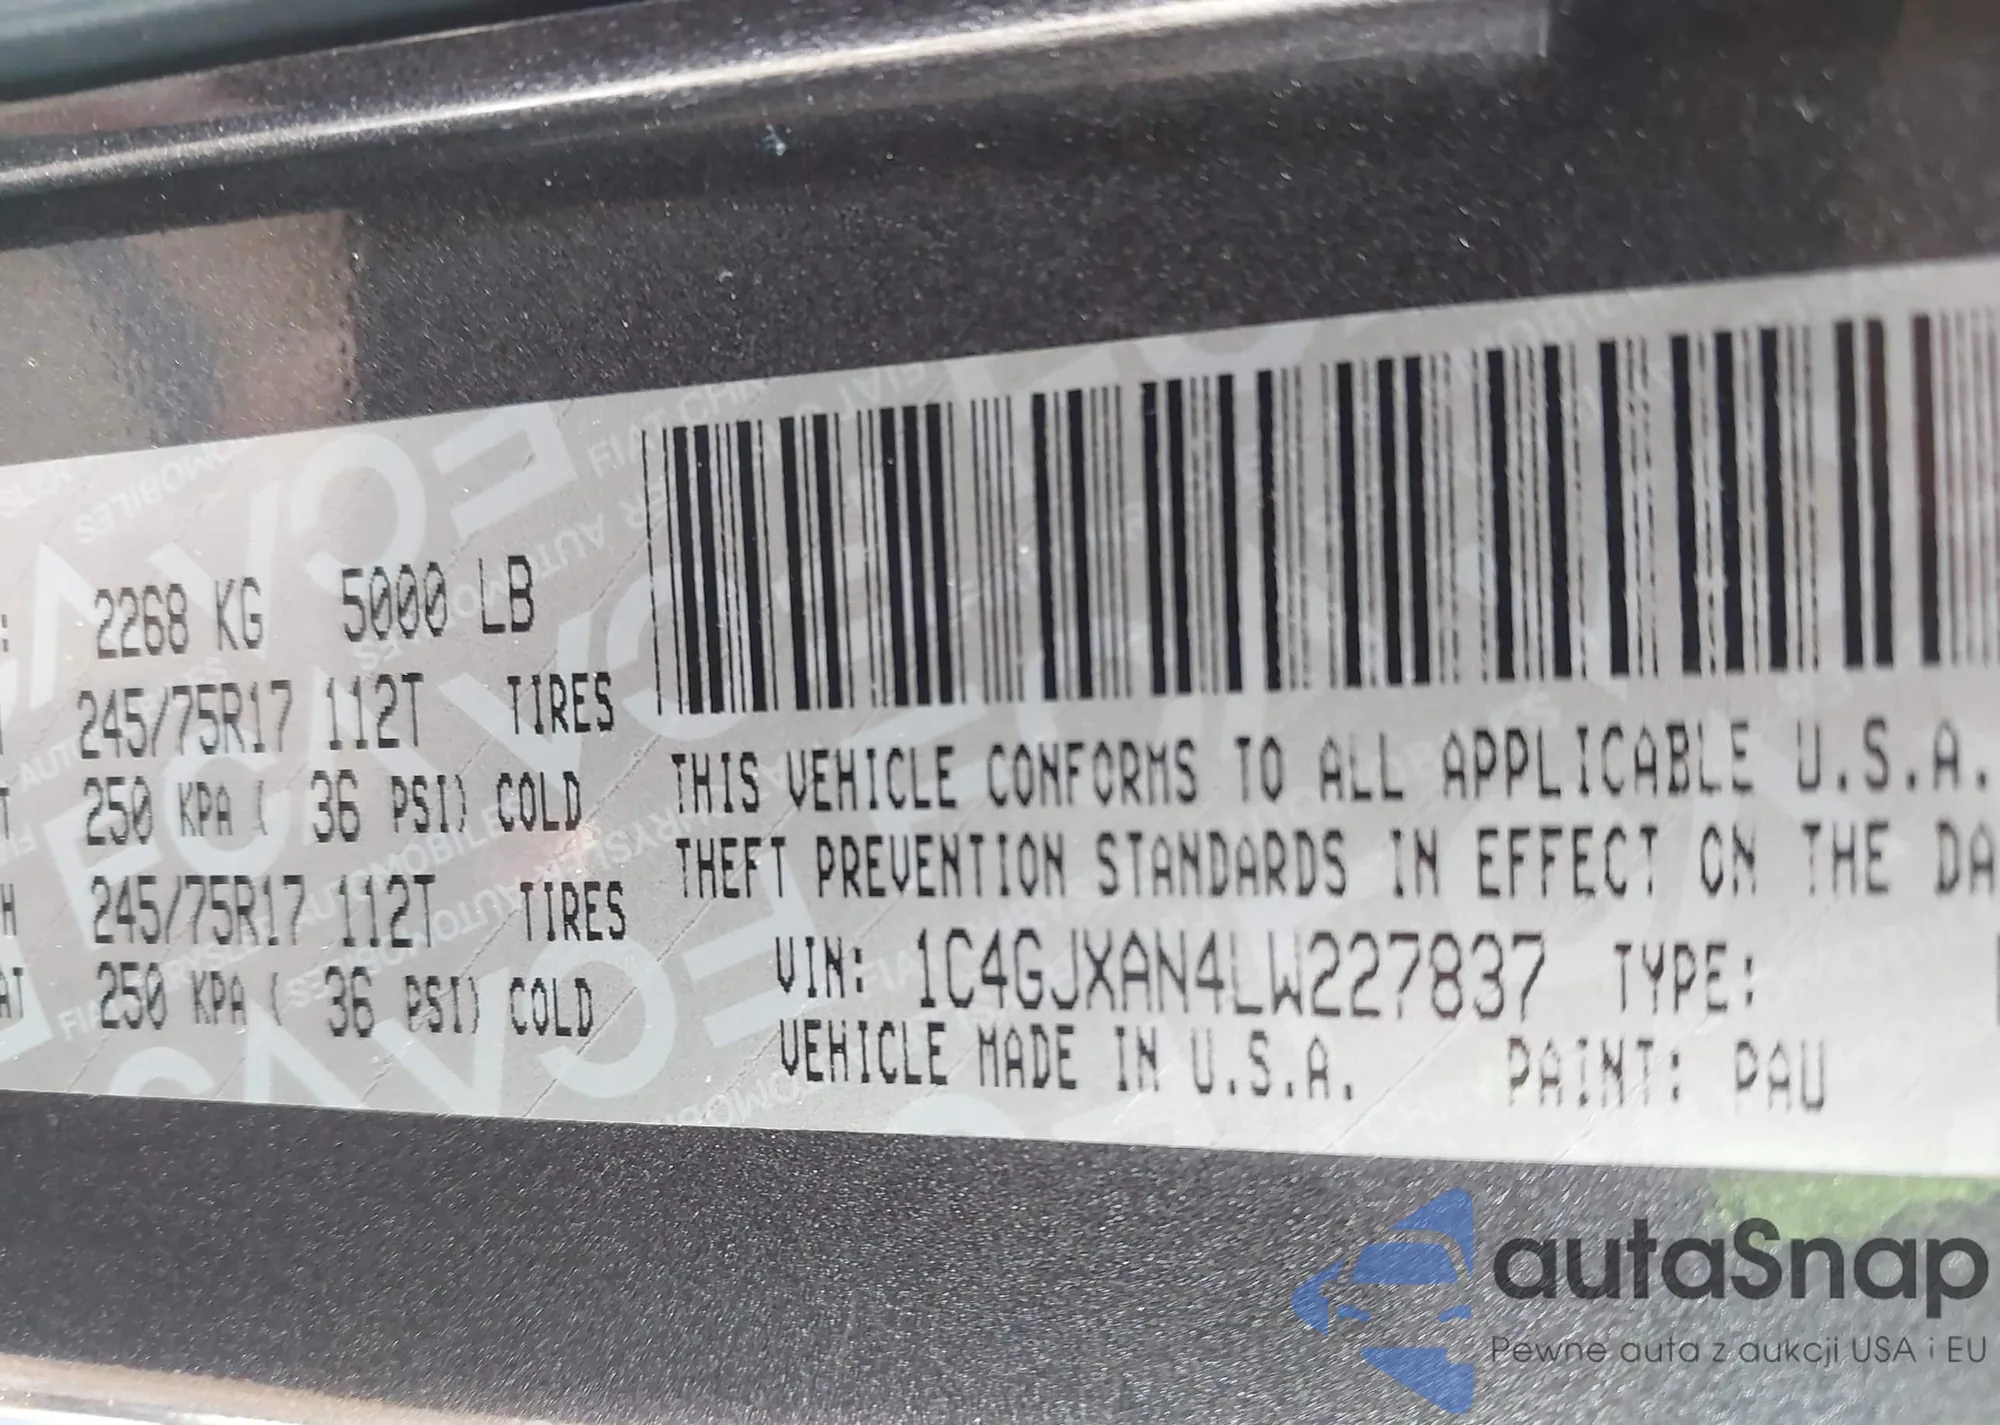 : 2268 KG 5000 LB
245/75R17 112T TIRES
250 KPA ( 36 PSI) COLD
H 245/75R17 112T TIRES
AT 250 KPA ( 36 PSI) COLD
THIS VEHICLE CONFORMS TO ALL APPLICABLE U.S.A.
THEFT PREVENTION STANDARDS IN EFFECT ON THE DA
VIN: 1C4GJXAN4LW227837 TYPE:
VEHICLE MADE IN U.S.A. PAINT: PAU
autaSnap
Pewne auta z aukcji USA i EU